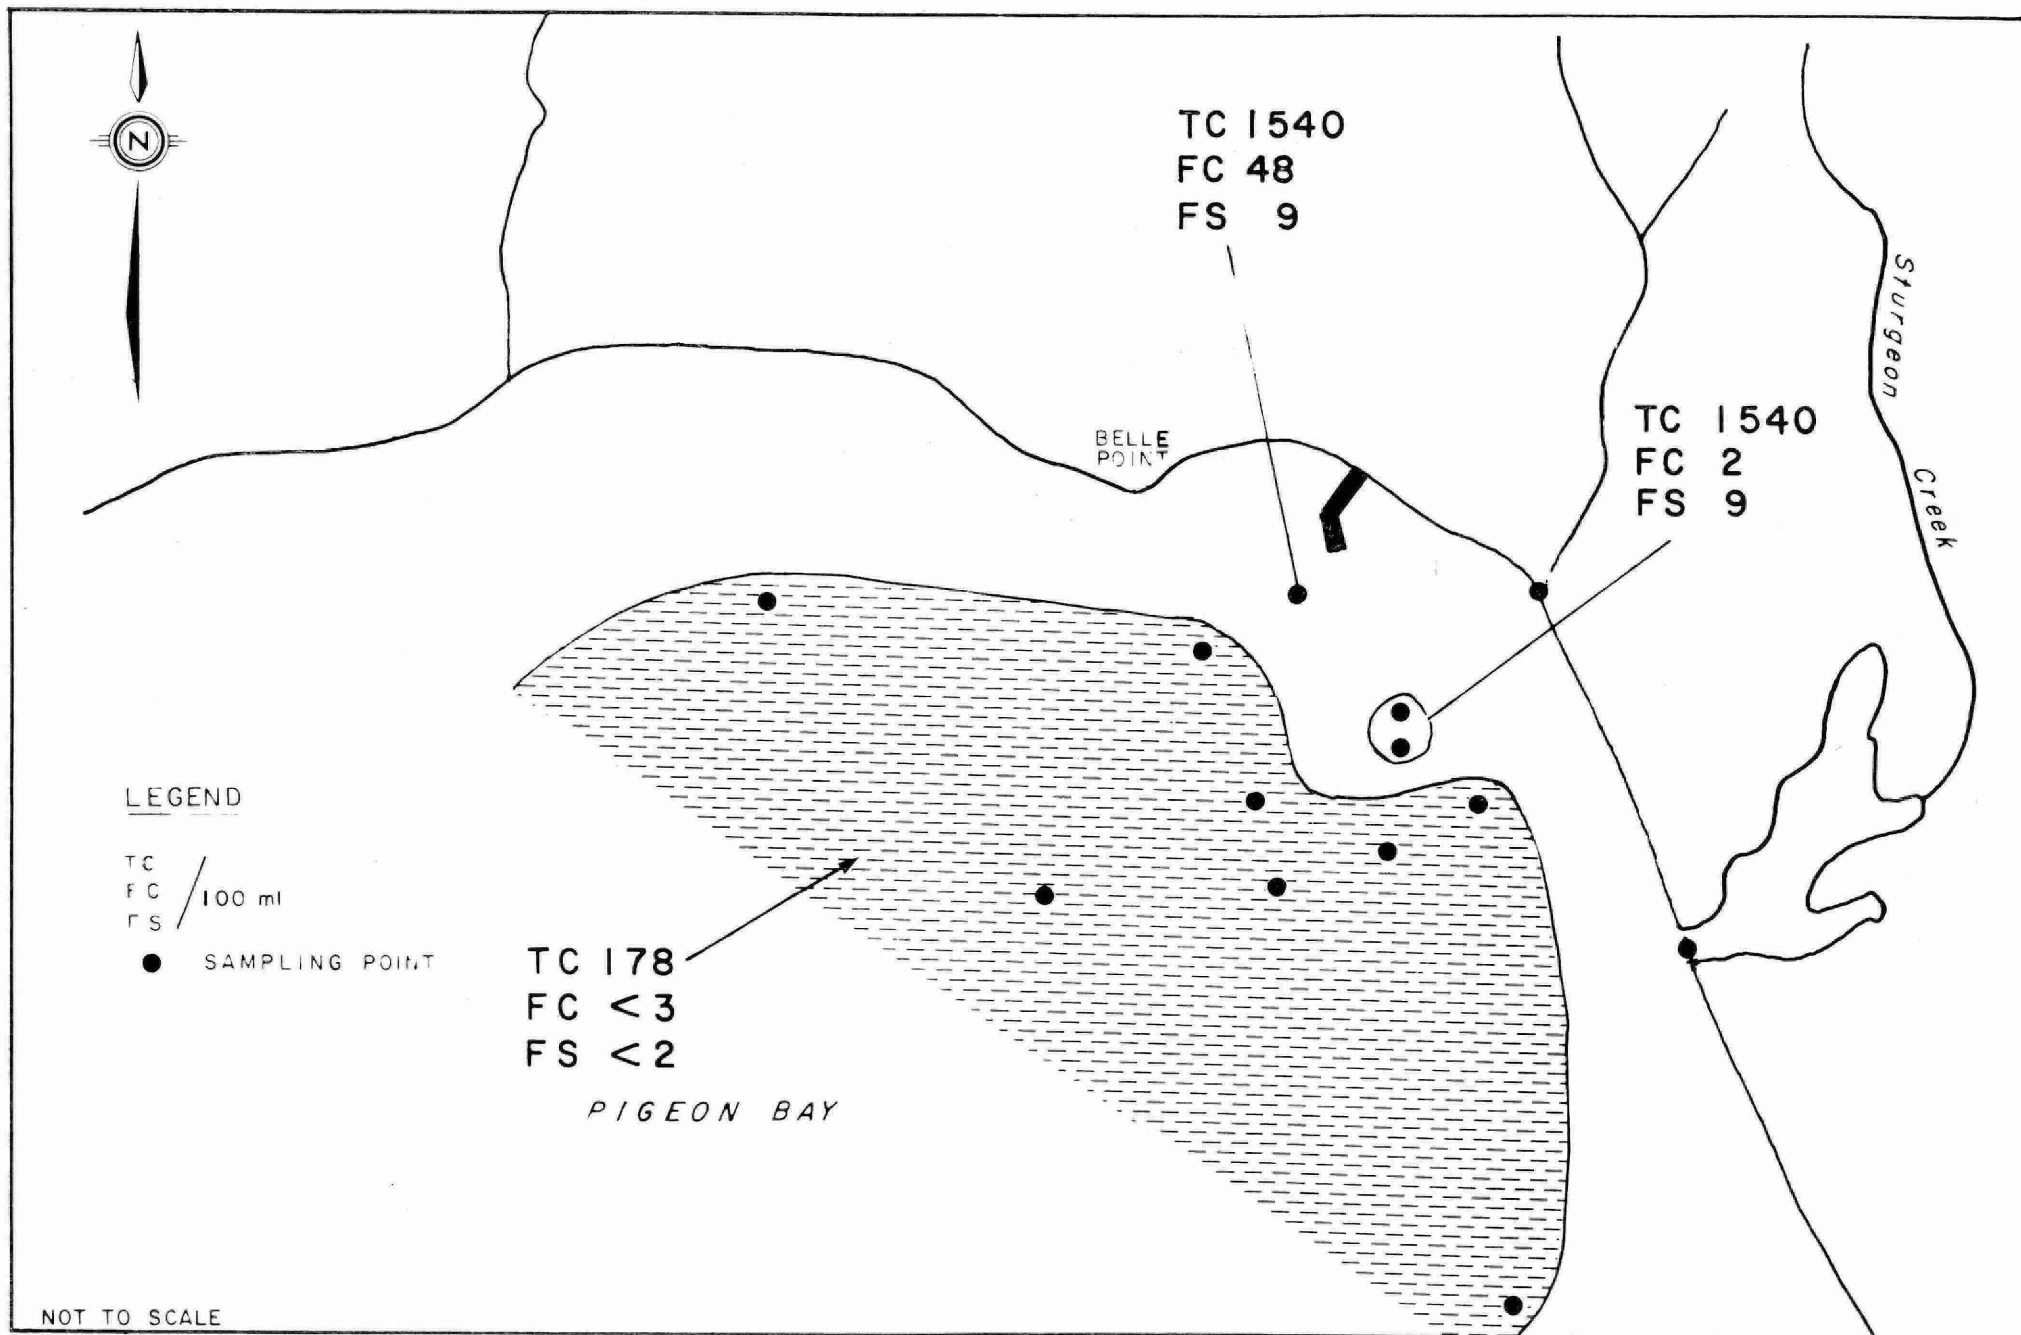 N
TC 1540
FC 48
FS 9
Sturgeon
Creek
BELLE
POINT
TC 1540
FC 2
FS 9
LEGEND
TC
FC
FS
/100 ml
SAMPLING POINT
TC 178
FC <3
FS <2
PIGEON BAY
NOT TO SCALE